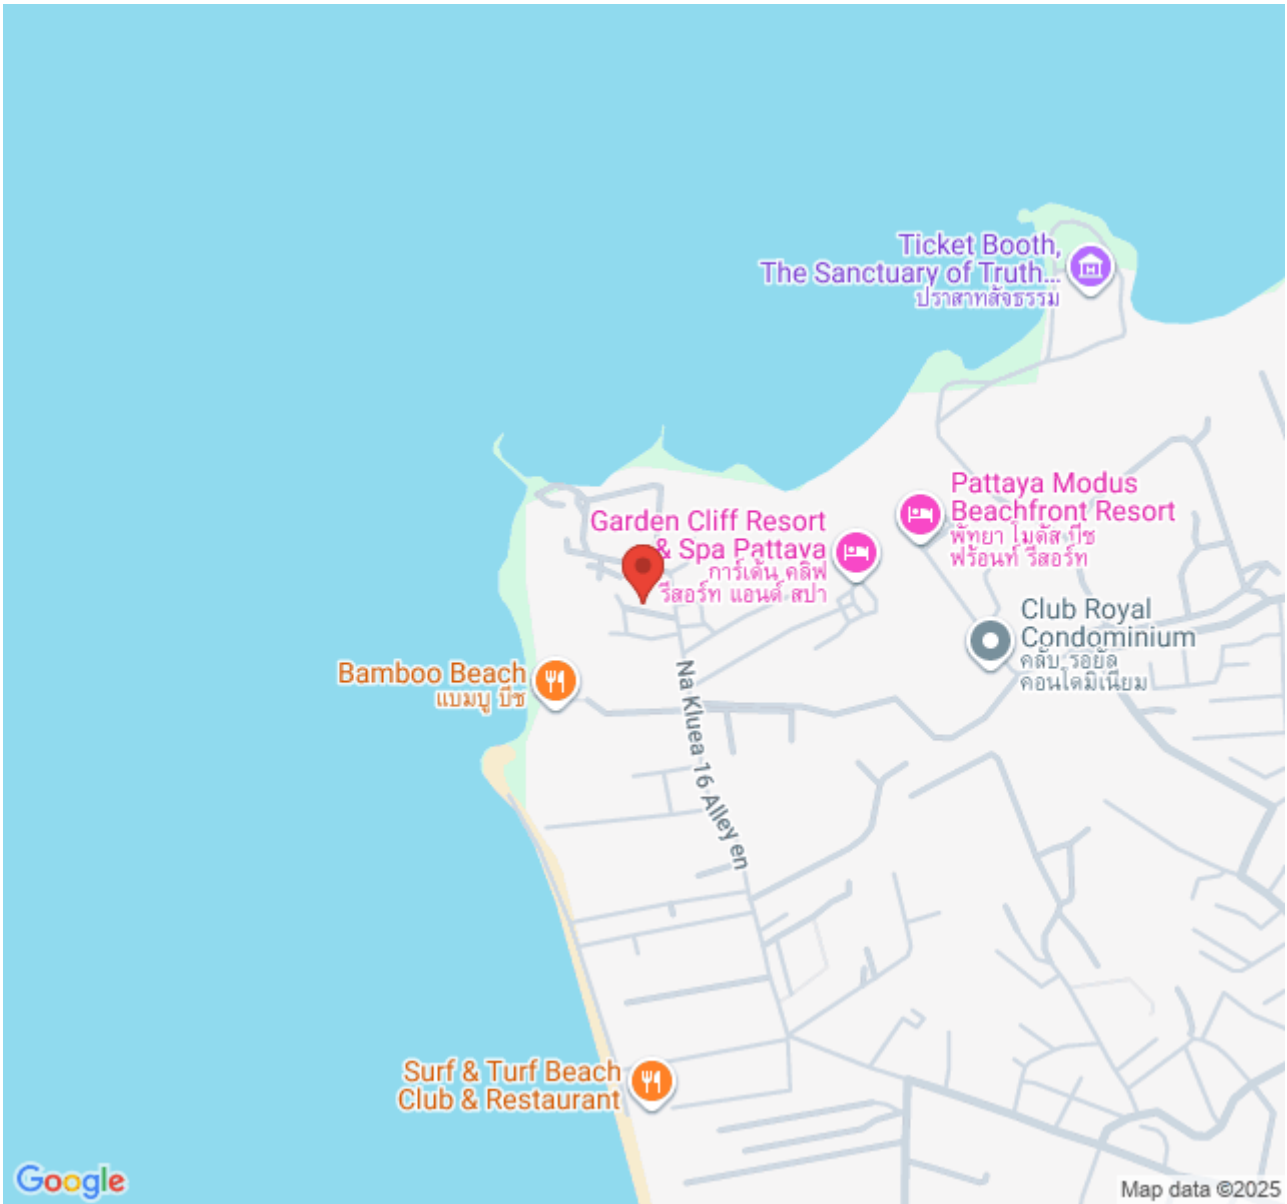 Ticket Booth,
The Sanctuary of Truth...
ปราสาทสัจธรรม
Pattaya Modus
Beachfront Resort
พัทยา โมดัส บีช
ฟร้อนท์ รีสอร์ท
Garden Cliff Resort
& Spa Pattaya
การ์เด้น คลิฟ
รีสอร์ท แอนด์ สปา
Club Royal
Condominium
คลับ รอยัล
คอนโดมิเนียม
Bamboo Beach
แบมบู บีช
Na Kluea 16 Alley en
Surf & Turf Beach
Club & Restaurant
Google
Map data ©2025